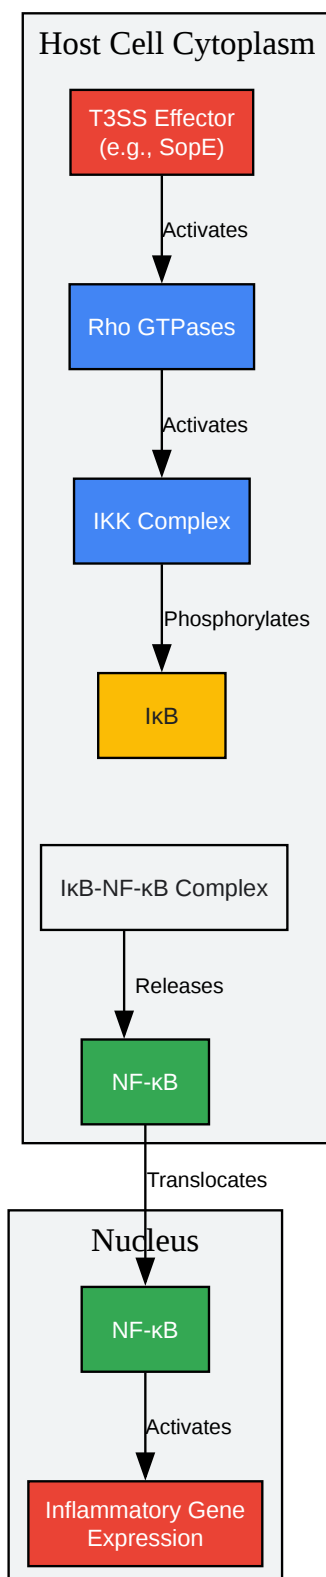 Host Cell Cytoplasm
T3SS Effector
(e.g., SopE)
Activates
Rho GTPases
Activates
IKK Complex
Phosphorylates
IκB
IκB-NF-κB Complex
Releases
NF-κB
Translocates
Nucleus
NF-κB
Activates
Inflammatory Gene
Expression